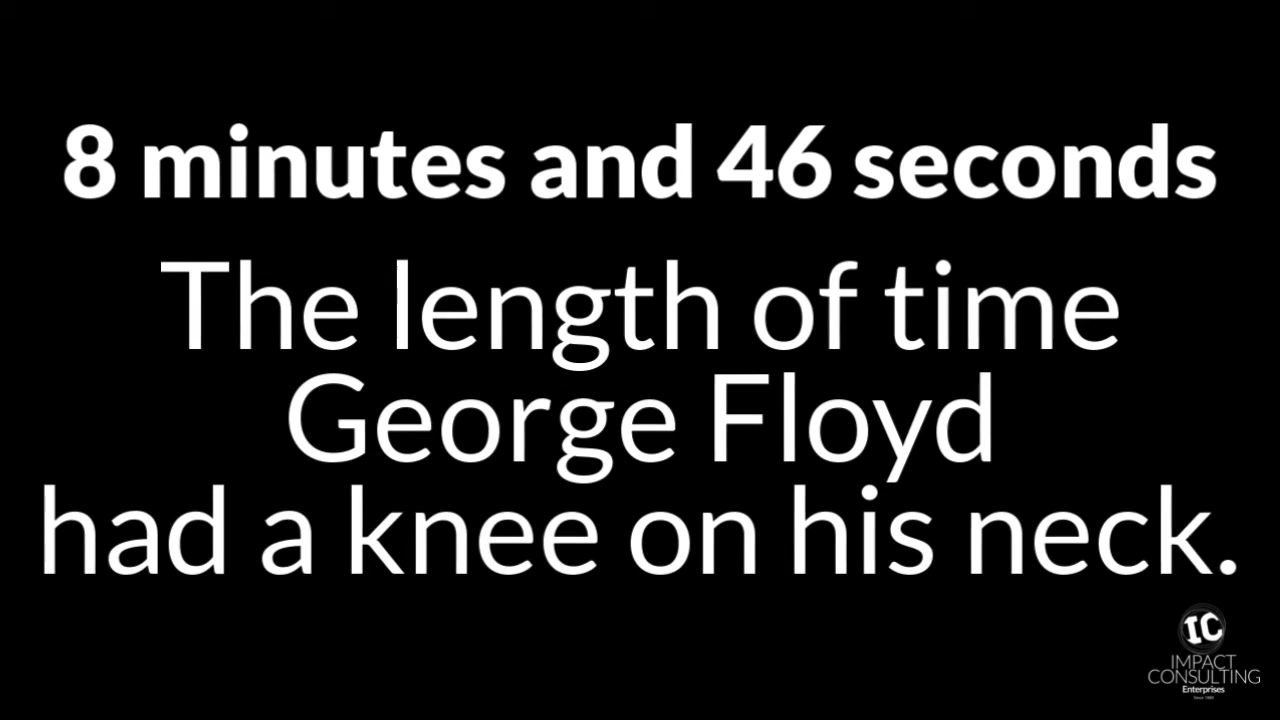 8 minutes and 46 seconds
The length of time
George Floyd
had a knee on his neck.
IC
IMPACT
CONSULTING
Enterprises